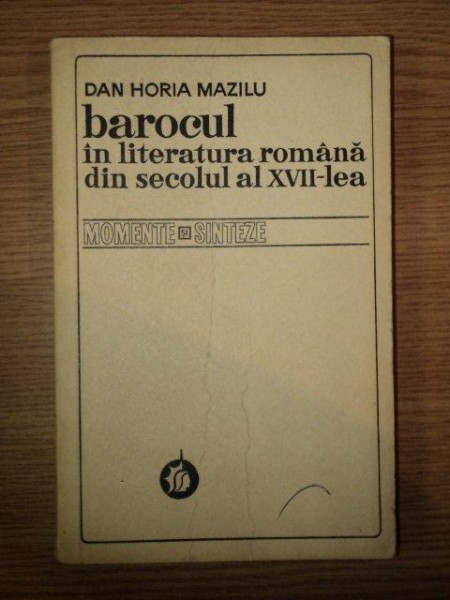 DAN HORIA MAZILU
barocul
în literatura română
din secolul al XVII-lea
MOMENTE ȘI SINTEZE